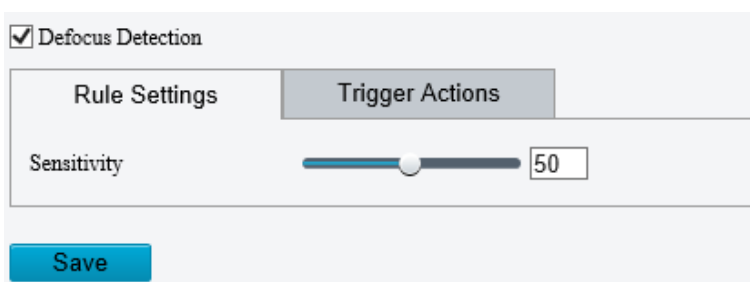 Defocus Detection
Rule Settings Trigger Actions
Sensitivity 50
Save